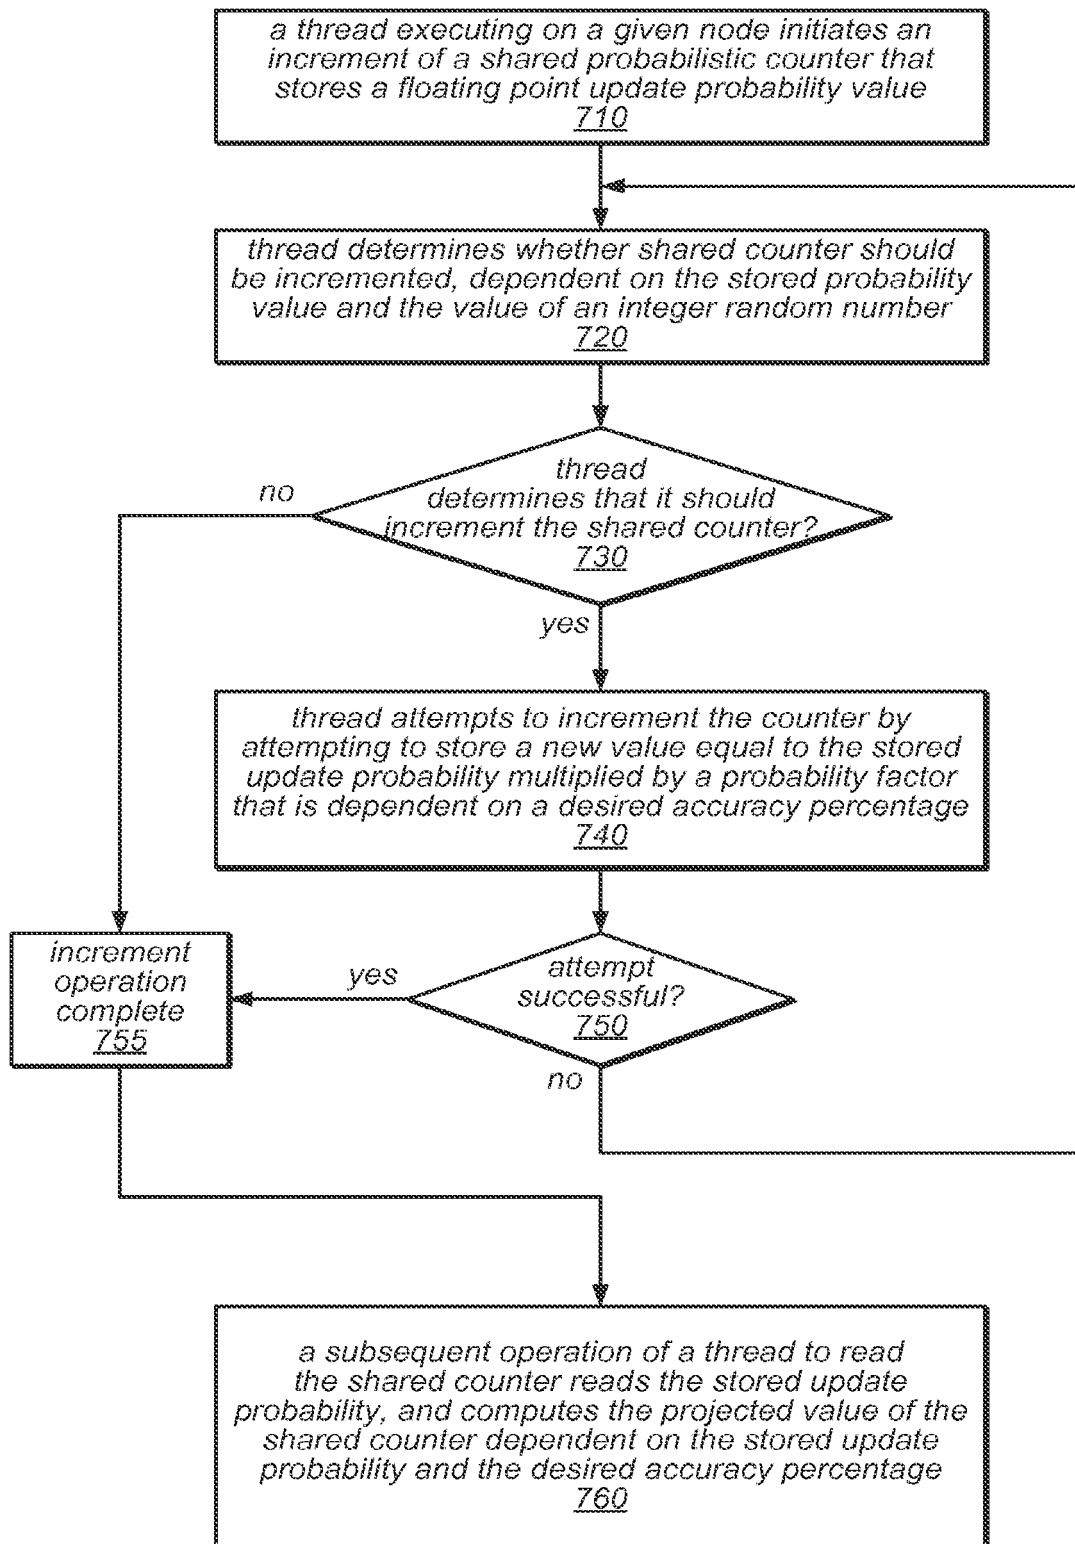 a thread executing on a given node initiates an
increment of a shared probabilistic counter that
stores a floating point update probability value
710
thread determines whether shared counter should
be incremented, dependent on the stored probability
value and the value of an integer random number
720
thread
determines that it should
increment the shared counter?
730
no
yes
thread attempts to increment the counter by
attempting to store a new value equal to the stored
update probability multiplied by a probability factor
that is dependent on a desired accuracy percentage
740
increment
operation
complete
755
yes
attempt
successful?
750
no
a subsequent operation of a thread to read
the shared counter reads the stored update
probability, and computes the projected value of the
shared counter dependent on the stored update
probability and the desired accuracy percentage
760